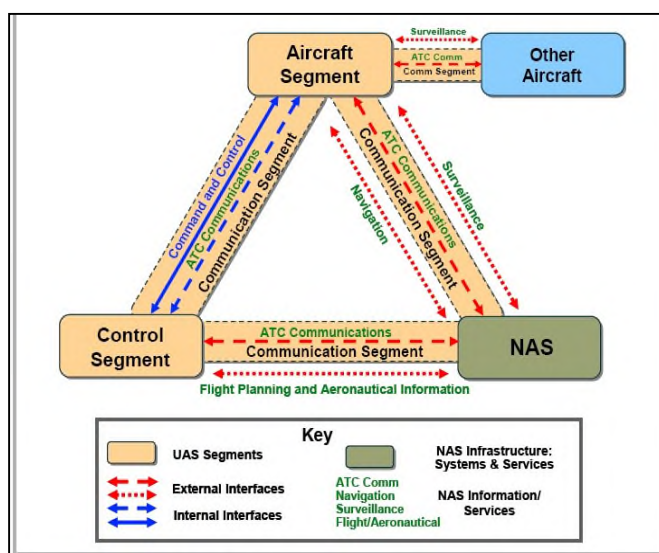 Surveillance
Aircraft
Segment
ATC Comm
Comm Segment
Other
Aircraft
Command and Control
ATC Communications
Communication Segment
Navigation
Communication Segment
ATC Communications
Surveillance
Control
Segment
ATC Communications
Communication Segment
NAS
Flight Planning and Aeronautical Information
Key
UAS Segments
External Interfaces
Internal Interfaces
NAS Infrastructure:
Systems & Services
ATC Comm
Navigation
Surveillance
Flight/Aeronautical
NAS Information/
Services